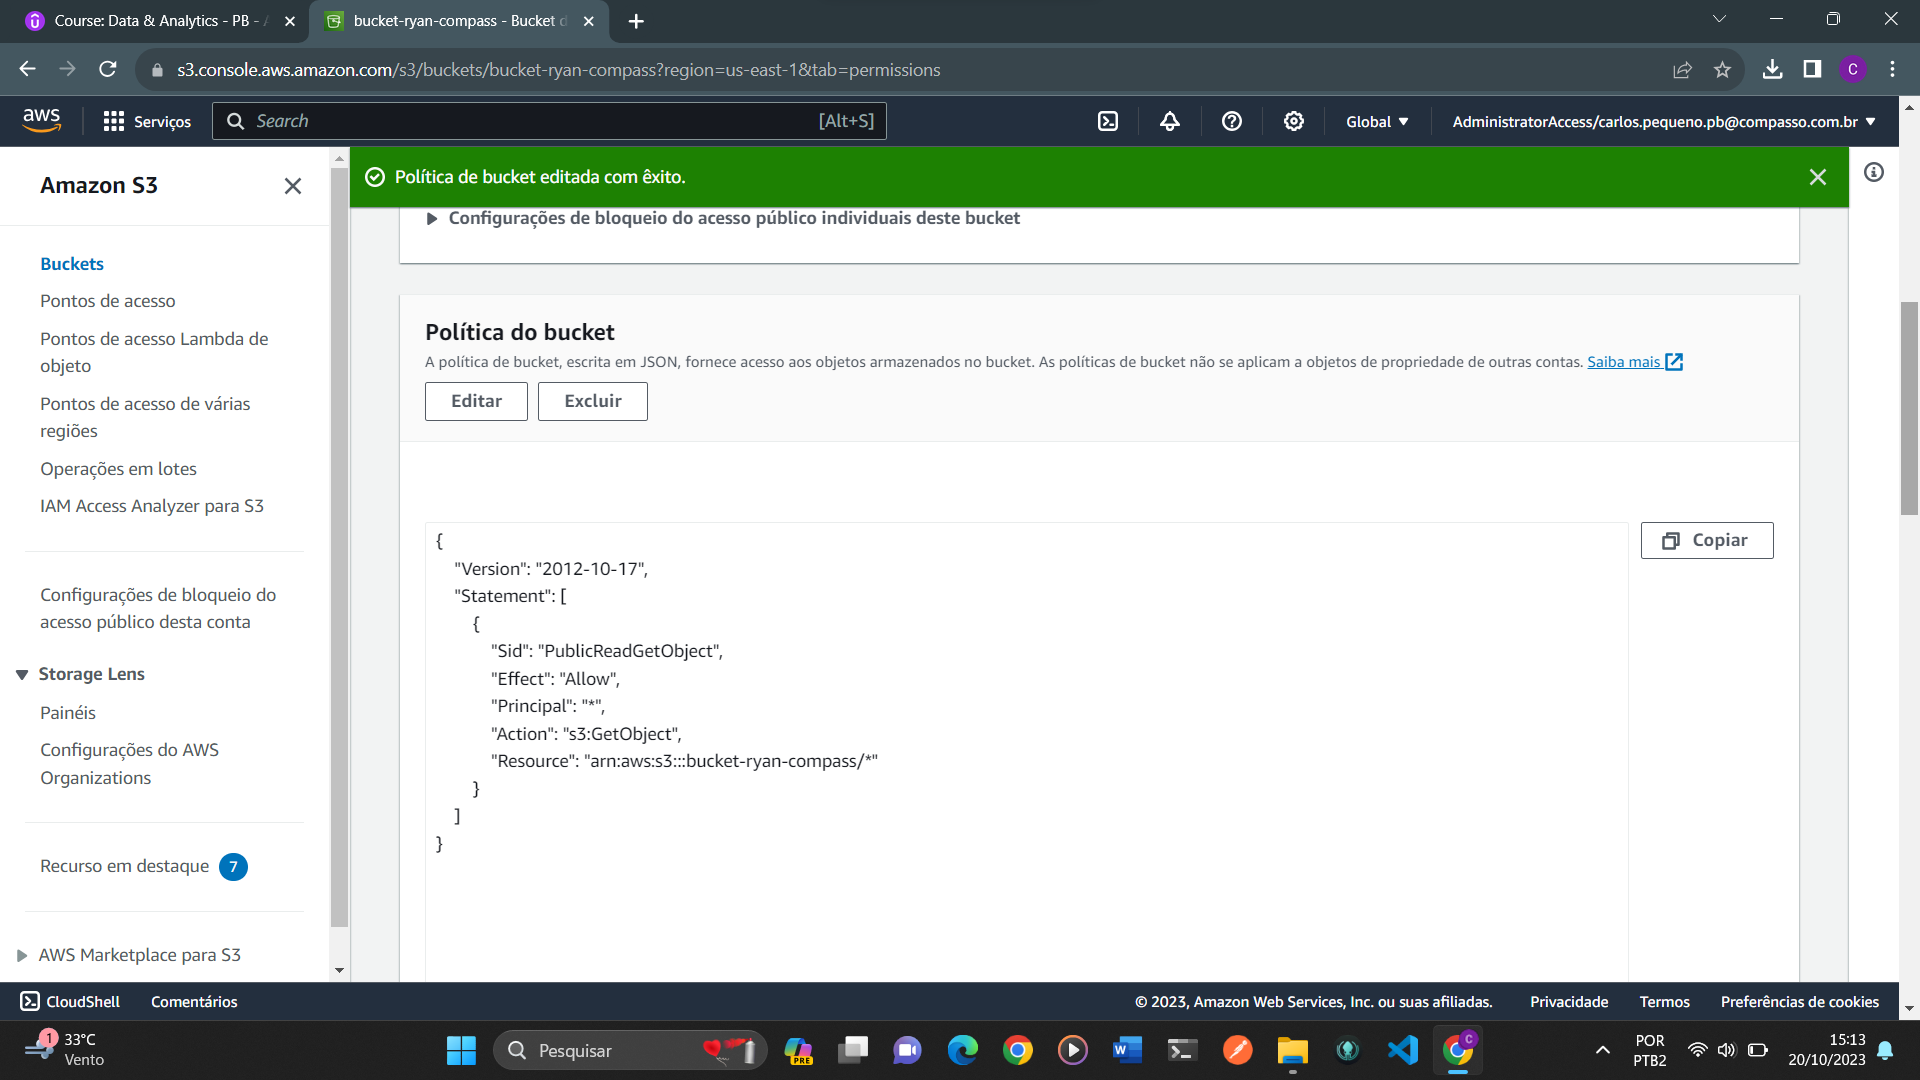 Course: Data & Analytics - PB - A
bucket-ryan-compass - Bucket d
s3.console.aws.amazon.com/s3/buckets/bucket-ryan-compass?region=us-east-1&tab=permissions
C
aws
Serviços
Search
[Alt+S]
Global
AdministratorAccess/carlos.pequeno.pb@compasso.com.br
Amazon S3
Buckets
Pontos de acesso
Pontos de acesso Lambda de
objeto
Pontos de acesso de várias
regiões
Operações em lotes
IAM Access Analyzer para S3
Configurações de bloqueio do
acesso público desta conta
Storage Lens
Painéis
Configurações do AWS
Organizations
Recurso em destaque 7
AWS Marketplace para S3
Política de bucket editada com êxito.
Configurações de bloqueio do acesso público individuais deste bucket
Política do bucket
A política de bucket, escrita em JSON, fornece acesso aos objetos armazenados no bucket. As políticas de bucket não se aplicam a objetos de propriedade de outras contas. Saiba mais
Editar
Excluir
Copiar
{
"Version": "2012-10-17",
"Statement": [
{
"Sid": "PublicReadGetObject",
"Effect": "Allow",
"Principal": "*",
"Action": "s3:GetObject",
"Resource": "arn:aws:s3:::bucket-ryan-compass/*"
}
]
}
CloudShell
Comentários
© 2023, Amazon Web Services, Inc. ou suas afiliadas.
Privacidade
Termos
Preferências de cookies
1
33°C
Vento
Pesquisar
PRE
C
POR
PTB2
15:13
20/10/2023